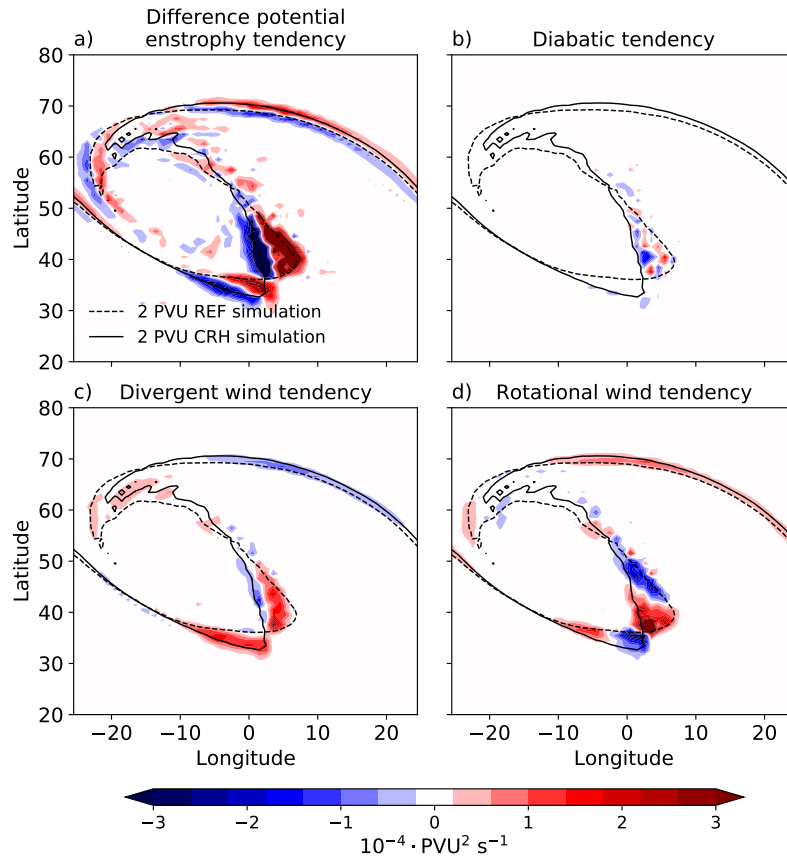 a) Difference potential
enstrophy tendency
b) Diabatic tendency
80
70
60
50
40
30
20
Latitude
2 PVU REF simulation
2 PVU CRH simulation
c) Divergent wind tendency
d) Rotational wind tendency
80
70
60
50
40
30
20
Latitude
−20 −10 0 10 20
Longitude
−20 −10 0 10 20
Longitude
−3 −2 −1 0 1 2 3
10⁻⁴ · PVU² s⁻¹